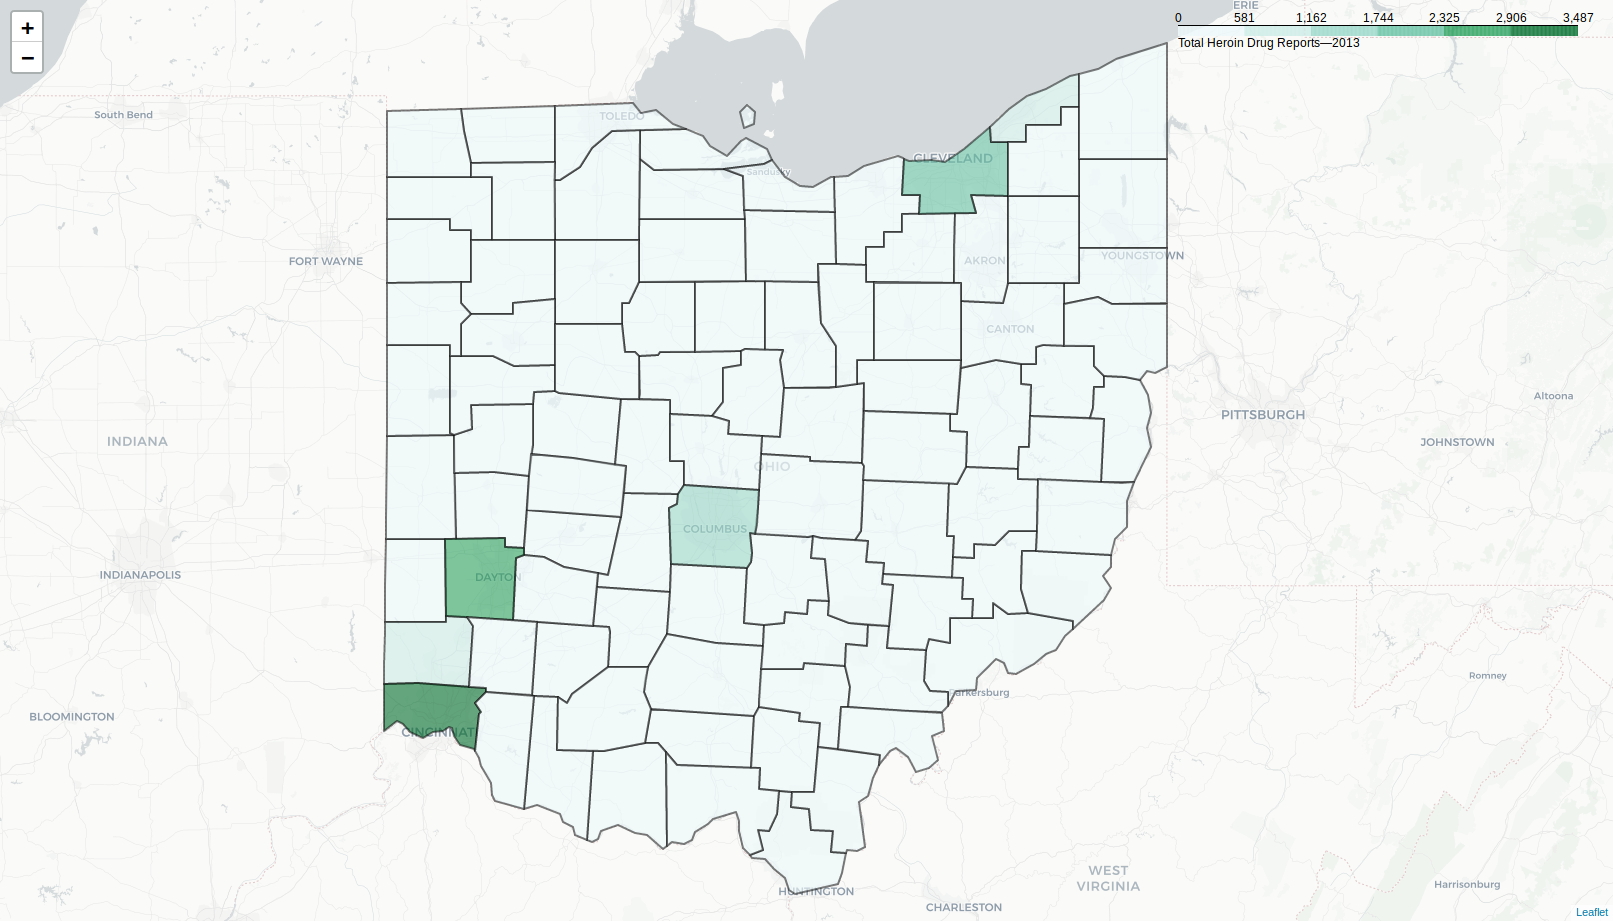 +
−
ERIE
0 581 1,162 1,744 2,325 2,906 3,487
Total Heroin Drug Reports—2013
South Bend
TOLEDO
CLEVELAND
Sandusky
FORT WAYNE
AKRON
YOUNGSTOWN
CANTON
Altoona
PITTSBURGH
INDIANA
JOHNSTOWN
OHIO
COLUMBUS
INDIANAPOLIS
DAYTON
Romney
arkersburg
BLOOMINGTON
CINCINNAT
WEST
VIRGINIA
Harrisonburg
HUNTINGTON
CHARLESTON
Leaflet